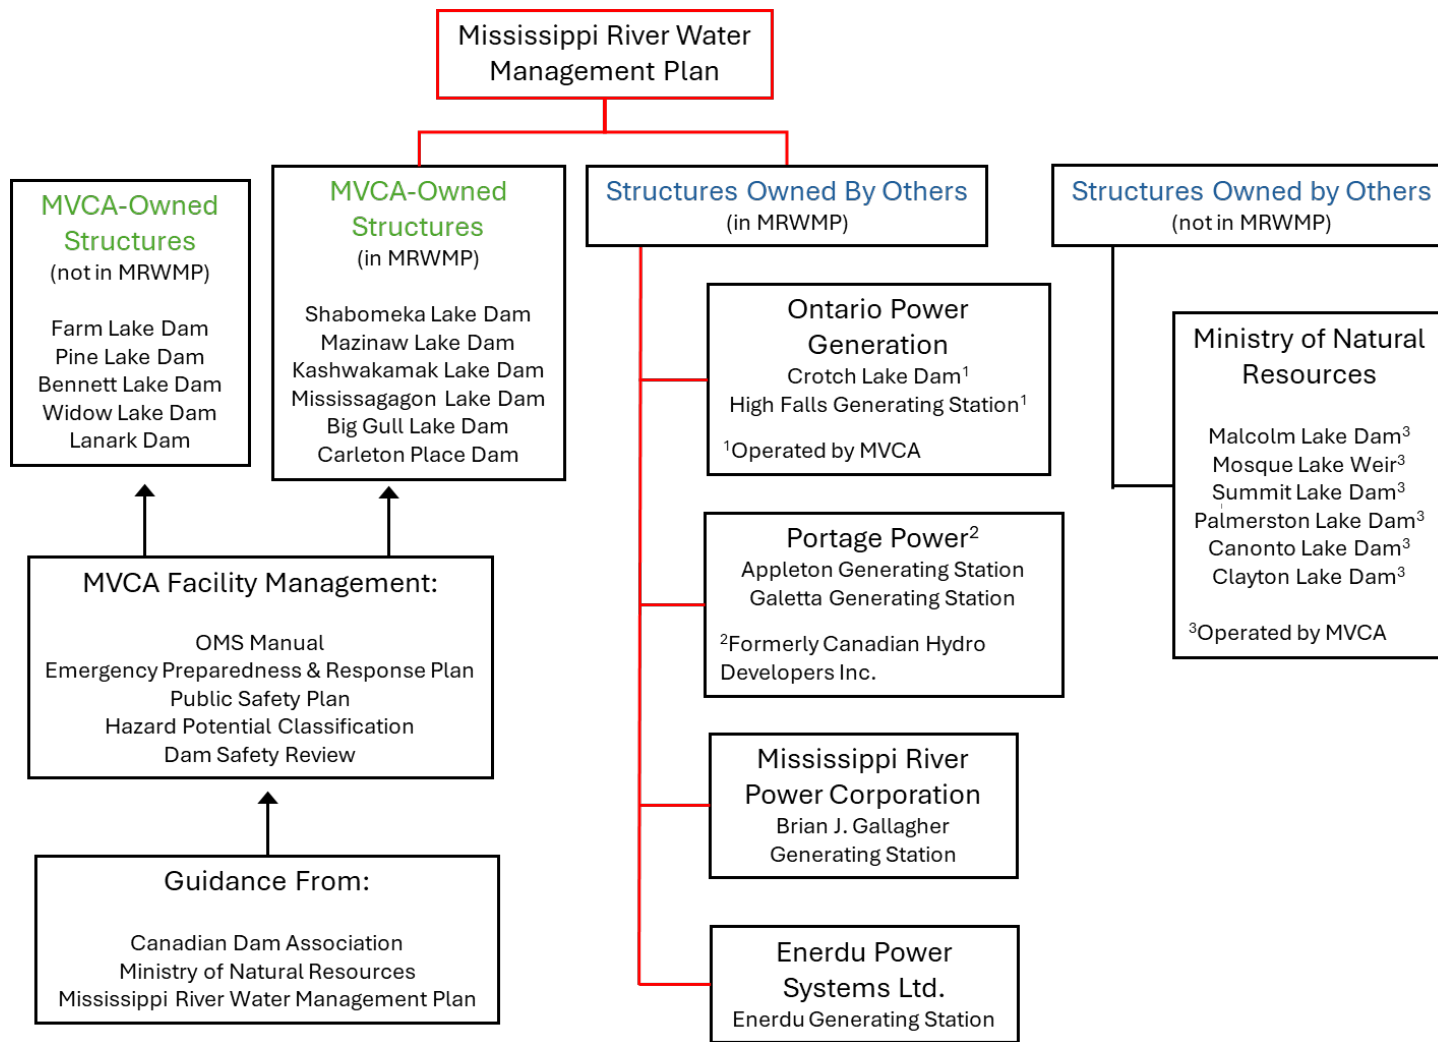 Mississippi River Water
Management Plan
MVCA-Owned
Structures
(not in MRWMP)
Farm Lake Dam
Pine Lake Dam
Bennett Lake Dam
Widow Lake Dam
Lanark Dam
MVCA-Owned
Structures
(in MRWMP)
Shabomeka Lake Dam
Mazinaw Lake Dam
Kashwakamak Lake Dam
Mississagagon Lake Dam
Big Gull Lake Dam
Carleton Place Dam
MVCA Facility Management:
OMS Manual
Emergency Preparedness & Response Plan
Public Safety Plan
Hazard Potential Classification
Dam Safety Review
Guidance From:
Canadian Dam Association
Ministry of Natural Resources
Mississippi River Water Management Plan
Structures Owned By Others
(in MRWMP)
Ontario Power
Generation
Crotch Lake Dam¹
High Falls Generating Station¹
¹Operated by MVCA
Portage Power²
Appleton Generating Station
Galetta Generating Station
²Formerly Canadian Hydro
Developers Inc.
Mississippi River
Power Corporation
Brian J. Gallagher
Generating Station
Enerdu Power
Systems Ltd.
Enerdu Generating Station
Structures Owned by Others
(not in MRWMP)
Ministry of Natural
Resources
Malcolm Lake Dam³
Mosque Lake Weir³
Summit Lake Dam³
Palmerston Lake Dam³
Canonto Lake Dam³
Clayton Lake Dam³
³Operated by MVCA